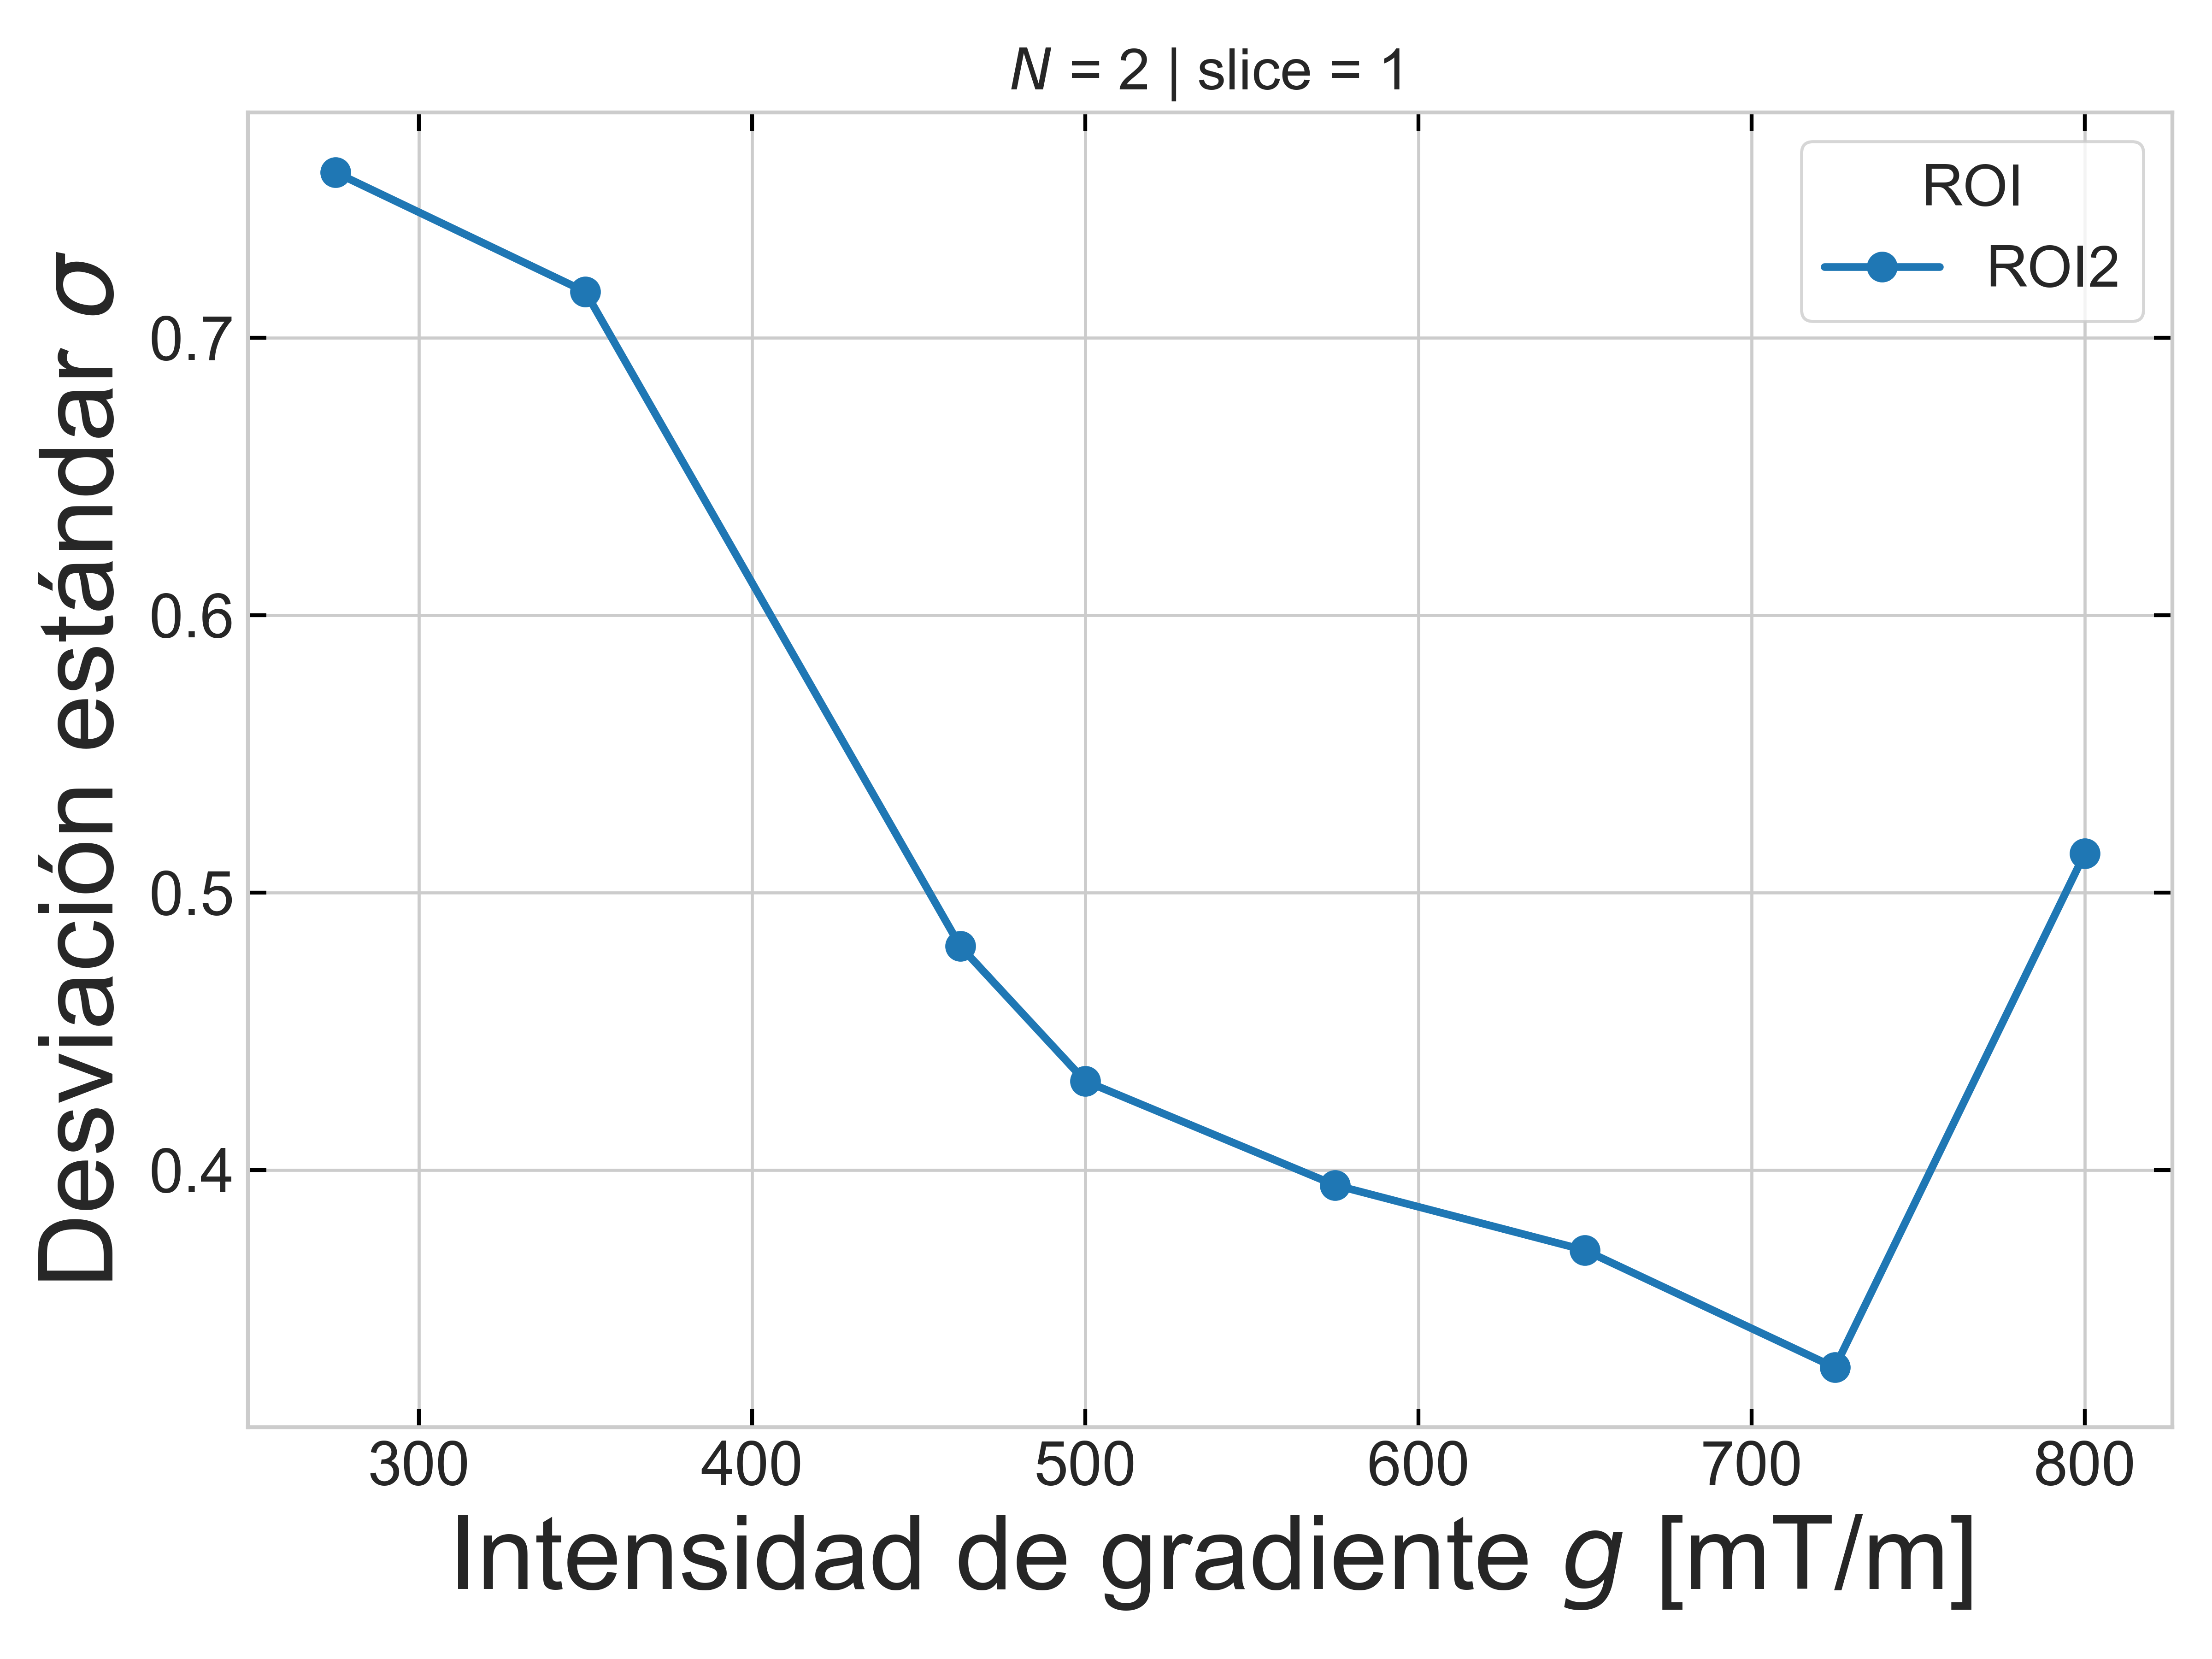 N = 2 | slice = 1
ROI
ROI2
Desviación estándar σ
0.7
0.6
0.5
0.4
300 400 500 600 700 800
Intensidad de gradiente g [mT/m]